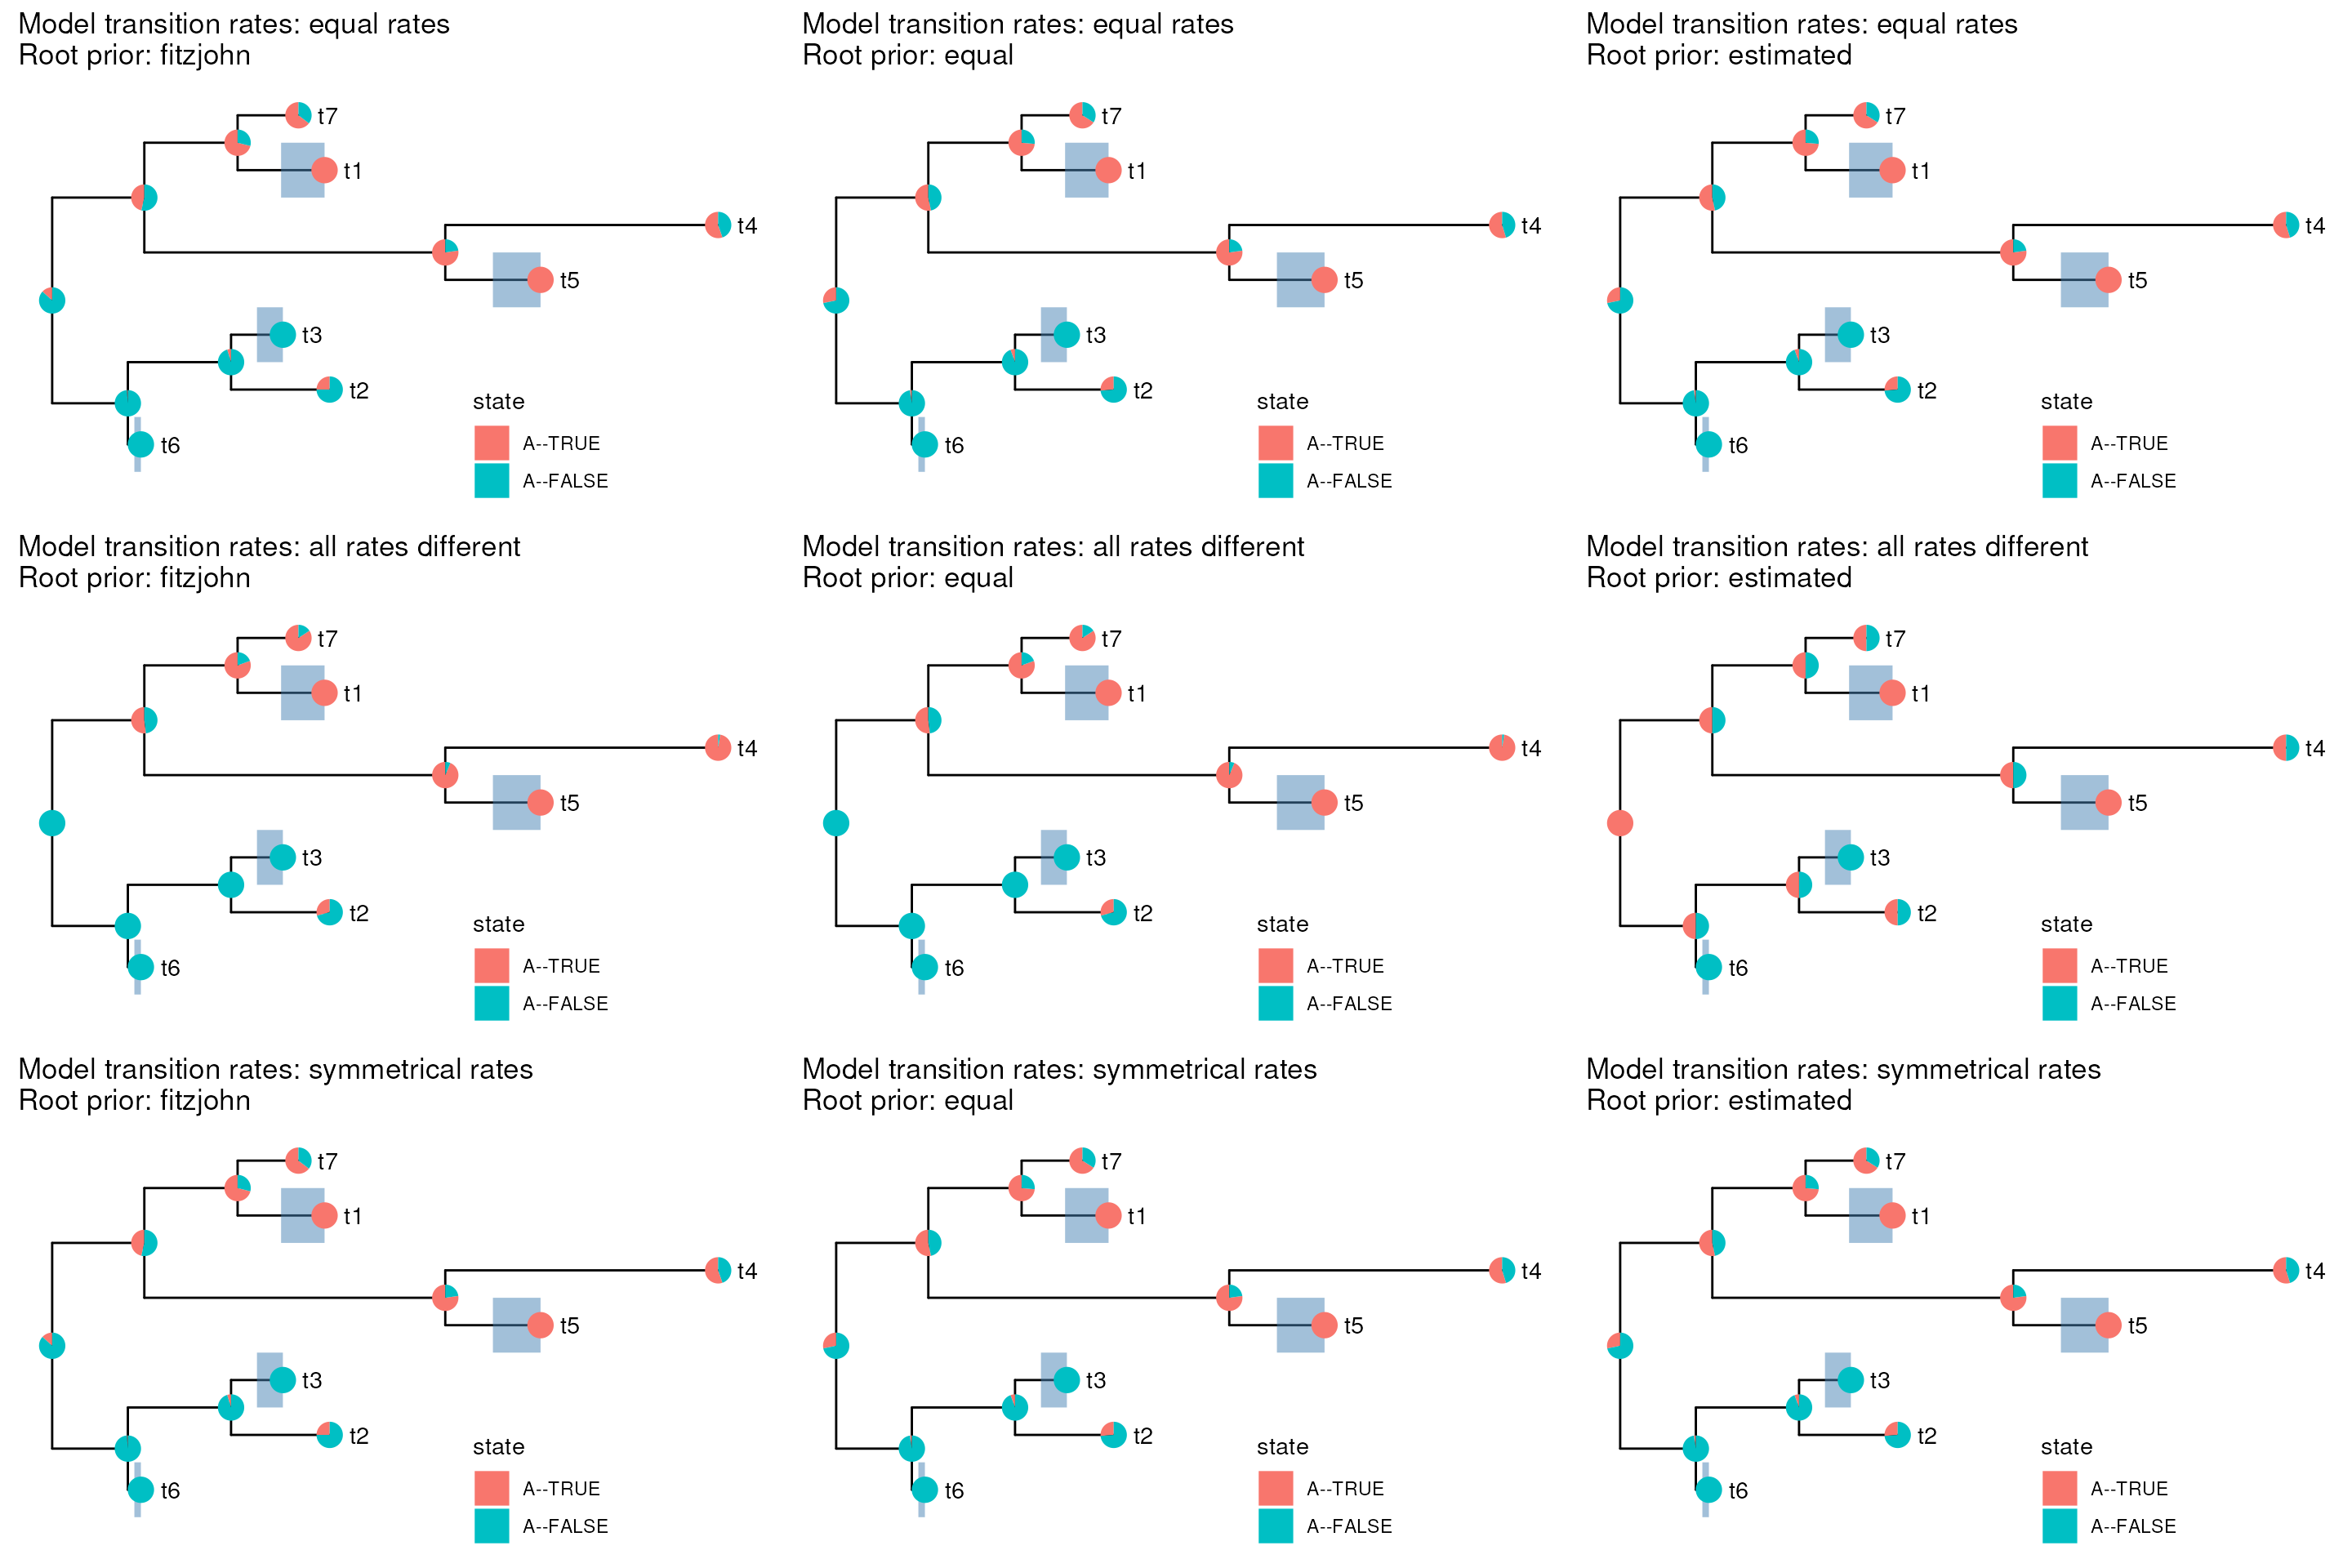 Model transition rates: equal rates
Root prior: fitzjohn
t7
t1
t4
t5
t3
t2
t6
state
A--TRUE
A--FALSE
Model transition rates: equal rates
Root prior: equal
t7
t1
t4
t5
t3
t2
t6
state
A--TRUE
A--FALSE
Model transition rates: equal rates
Root prior: estimated
t7
t1
t4
t5
t3
t2
t6
state
A--TRUE
A--FALSE
Model transition rates: all rates different
Root prior: fitzjohn
t7
t1
t4
t5
t3
t2
t6
state
A--TRUE
A--FALSE
Model transition rates: all rates different
Root prior: equal
t7
t1
t4
t5
t3
t2
t6
state
A--TRUE
A--FALSE
Model transition rates: all rates different
Root prior: estimated
t7
t1
t4
t5
t3
t2
t6
state
A--TRUE
A--FALSE
Model transition rates: symmetrical rates
Root prior: fitzjohn
t7
t1
t4
t5
t3
t2
t6
state
A--TRUE
A--FALSE
Model transition rates: symmetrical rates
Root prior: equal
t7
t1
t4
t5
t3
t2
t6
state
A--TRUE
A--FALSE
Model transition rates: symmetrical rates
Root prior: estimated
t7
t1
t4
t5
t3
t2
t6
state
A--TRUE
A--FALSE